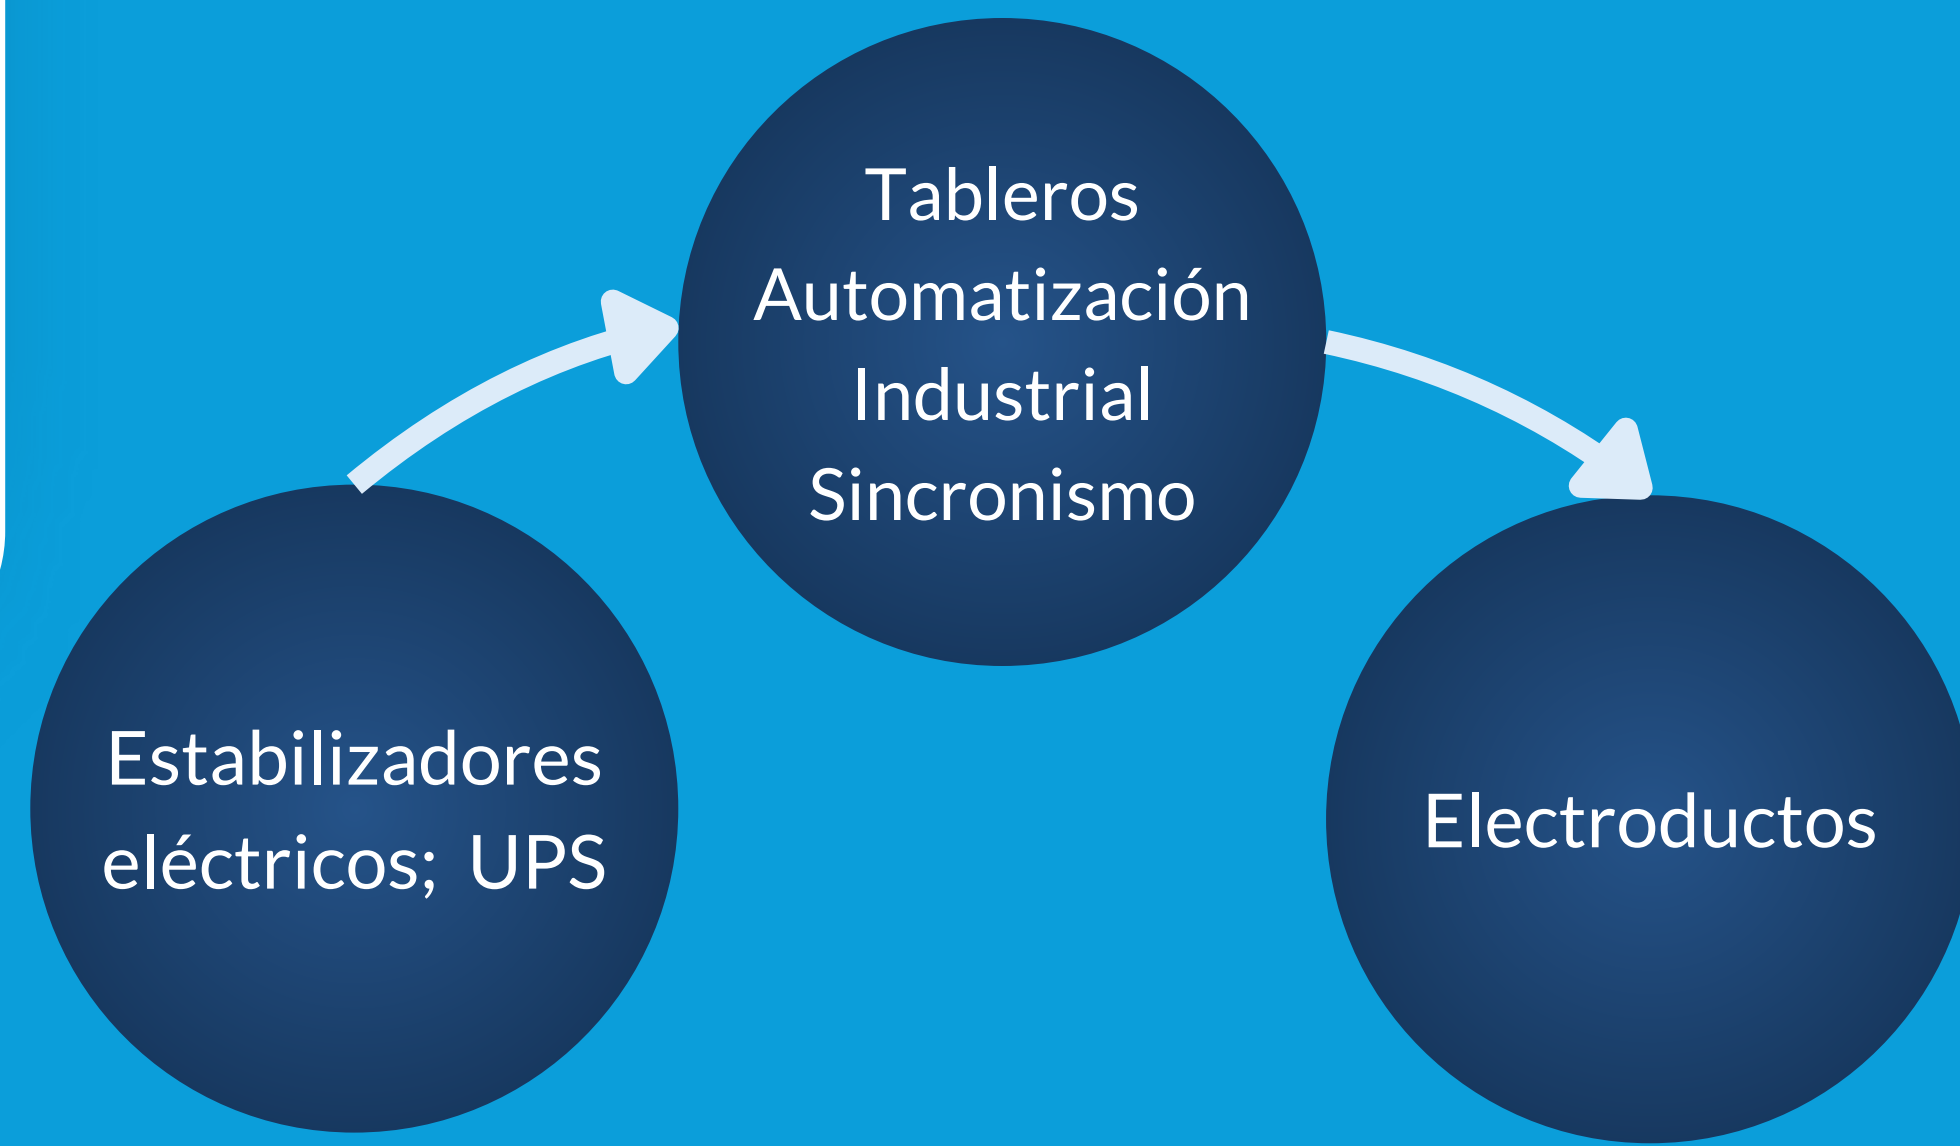 Tableros
Automatización
Industrial
Sincronismo
Estabilizadores
eléctricos; UPS
Electroductos